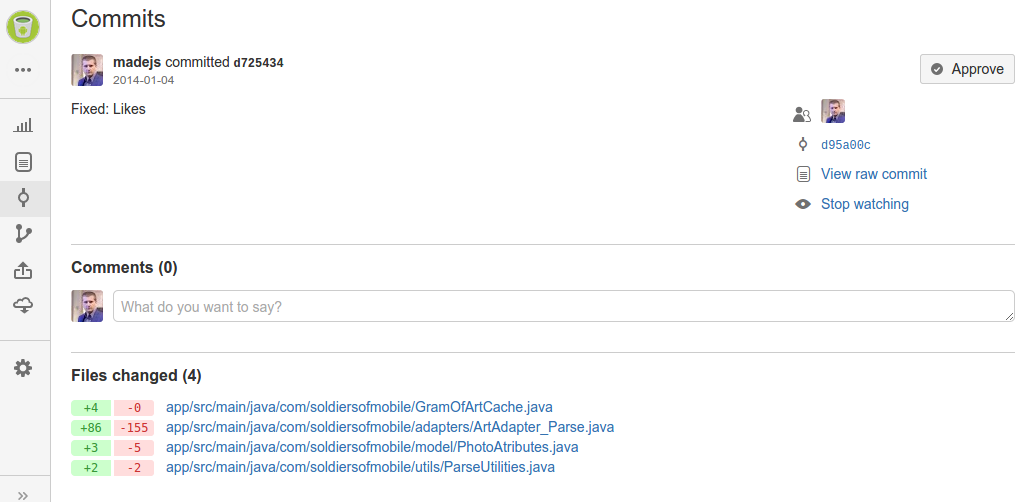 Commits
madejs committed d725434
2014-01-04
Approve
Fixed: Likes
d95a00c
View raw commit
Stop watching
Comments (0)
What do you want to say?
Files changed (4)
+4 -0 app/src/main/java/com/soldiersofmobile/GramOfArtCache.java
+86 -155 app/src/main/java/com/soldiersofmobile/adapters/ArtAdapter_Parse.java
+3 -5 app/src/main/java/com/soldiersofmobile/model/PhotoAtributes.java
+2 -2 app/src/main/java/com/soldiersofmobile/utils/ParseUtilities.java